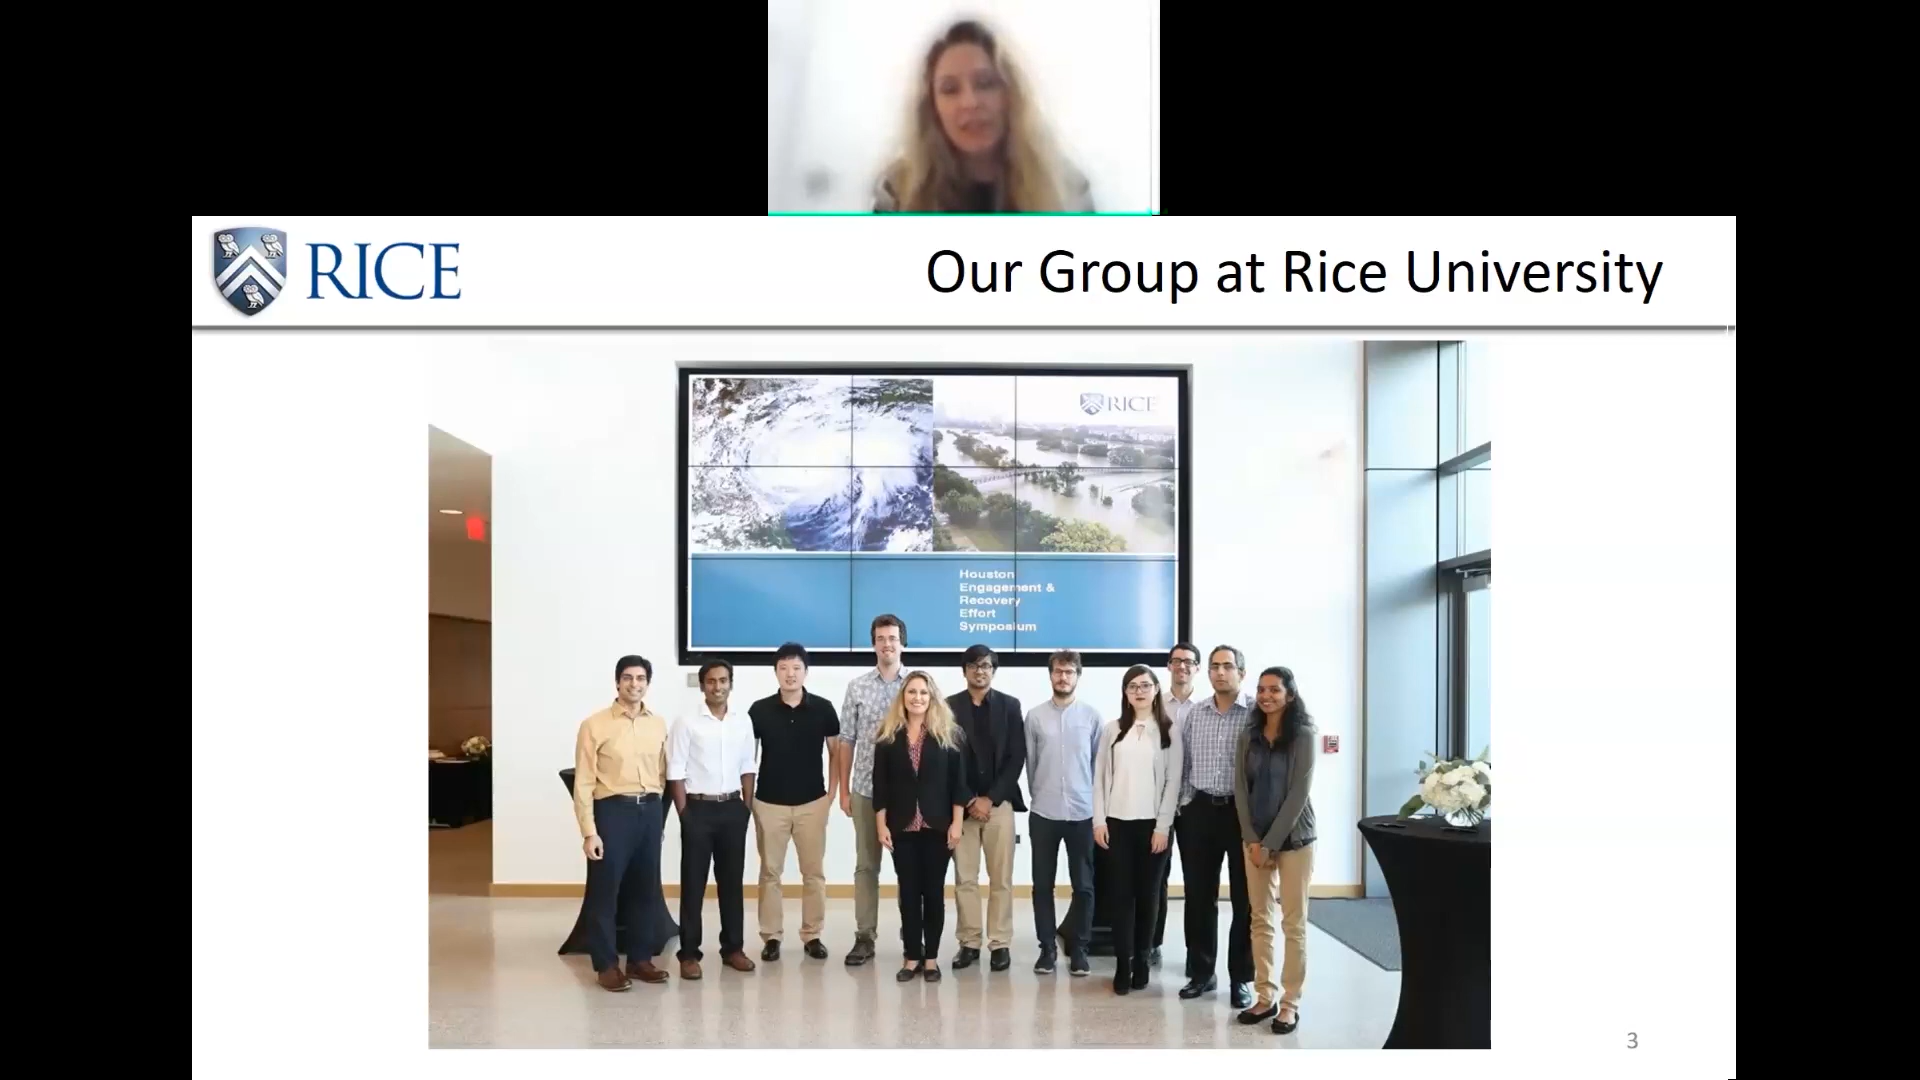 RICE
Our Group at Rice University
RICE
Houston
Engagement &
Recovery
Effort
Symposium
3